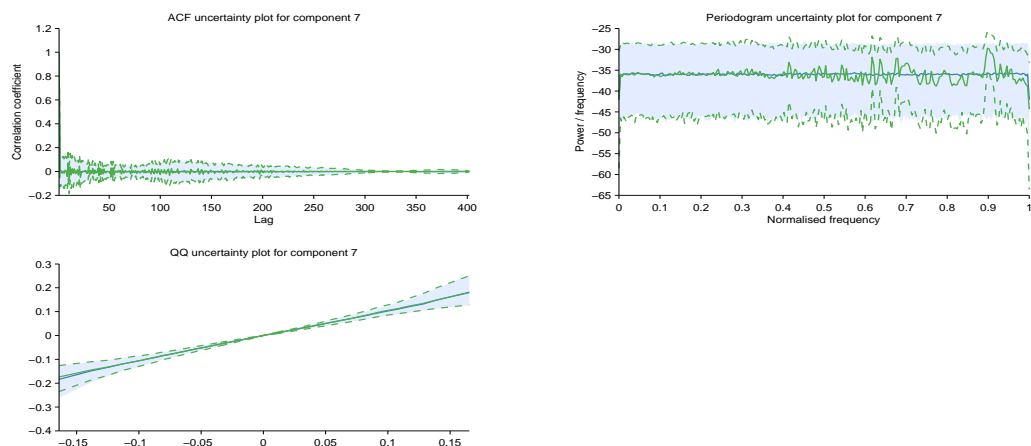 ACF uncertainty plot for component 7
Correlation coefficient
1.2
1
0.8
0.6
0.4
0.2
0
−0.2
50 100 150 200 250 300 350 400
Lag
Periodogram uncertainty plot for component 7
Power / frequency
−25
−30
−35
−40
−45
−50
−55
−60
−65
0 0.1 0.2 0.3 0.4 0.5 0.6 0.7 0.8 0.9 1
Normalised frequency
QQ uncertainty plot for component 7
0.3
0.2
0.1
0
−0.1
−0.2
−0.3
−0.4
−0.15 −0.1 −0.05 0 0.05 0.1 0.15